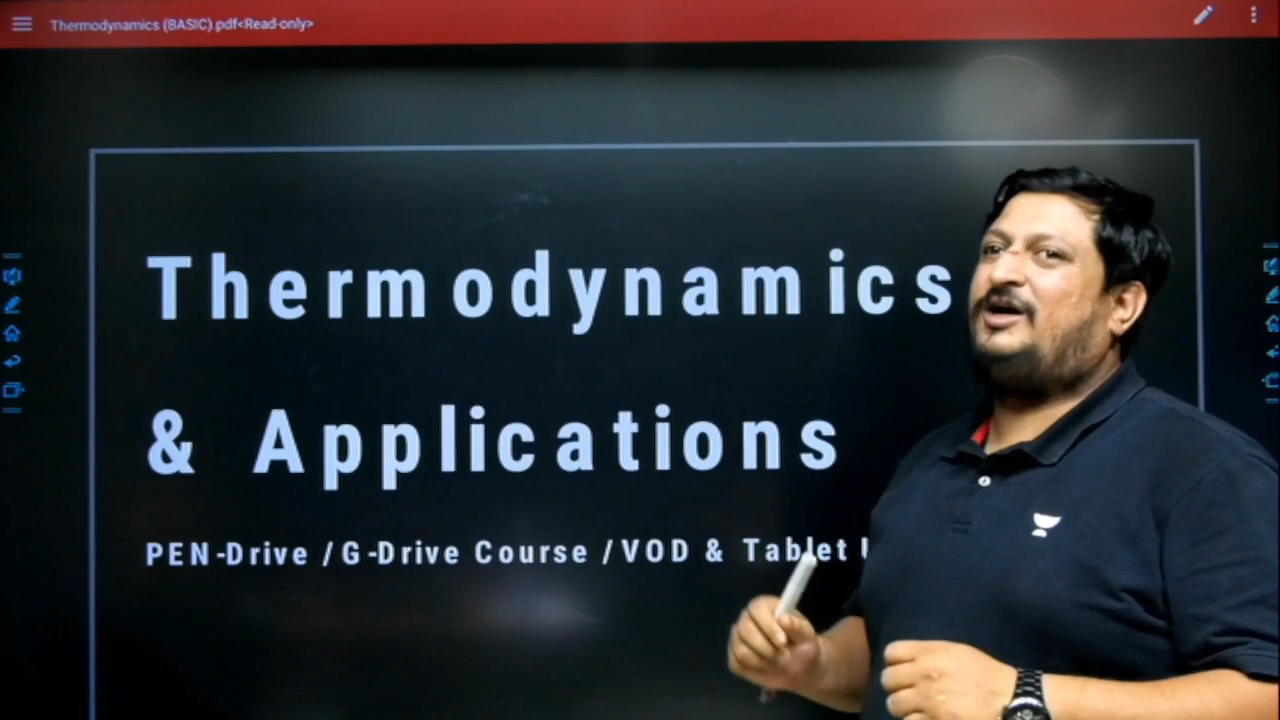 Thermodynamics (BASIC).pdf<Read-only>
Thermodynamics
& Applications
PEN-Drive / G-Drive Course / VOD & Tablet